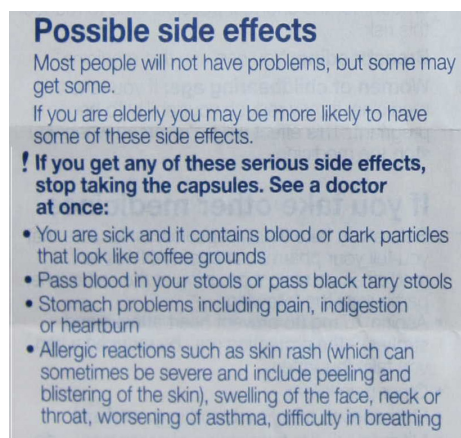 Possible side effects
Most people will not have problems, but some may
get some.
If you are elderly you may be more likely to have
some of these side effects.
! If you get any of these serious side effects,
stop taking the capsules. See a doctor
at once:
• You are sick and it contains blood or dark particles
that look like coffee grounds
• Pass blood in your stools or pass black tarry stools
• Stomach problems including pain, indigestion
or heartburn
• Allergic reactions such as skin rash (which can
sometimes be severe and include peeling and
blistering of the skin), swelling of the face, neck or
throat, worsening of asthma, difficulty in breathing